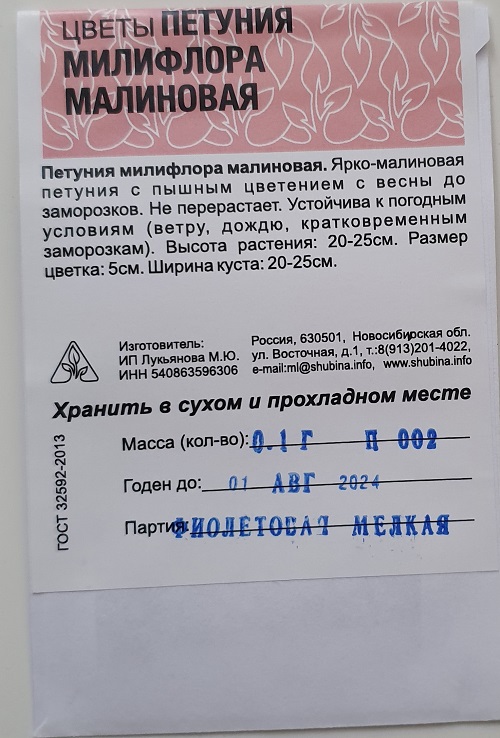 ЦВЕТЫ ПЕТУНИЯ
МИЛИФЛОРА
МАЛИНОВАЯ
Петуния милифлора малиновая. Ярко-малиновая
петуния с пышным цветением с весны до
заморозков. Не перерастает. Устойчива к погодным
условиям (ветру, дождю, кратковременным
заморозкам). Высота растения: 20-25см. Размер
цветка: 5см. Ширина куста: 20-25см.
Изготовитель:
ИП Лукьянова М.Ю.
ИНН 540863596306
Россия, 630501, Новосибирская обл.
ул. Восточная, д.1, т.:8(913)201-4022,
e-mail:ml@shubina.info, www.shubina.info
Хранить в сухом и прохладном месте
Масса (кол-во): 0.1 Г П 002
Годен до: 01 АВГ 2024
Партия: ФИОЛЕТОВАЯ МЕЛКАЯ
ГОСТ 32592-2013